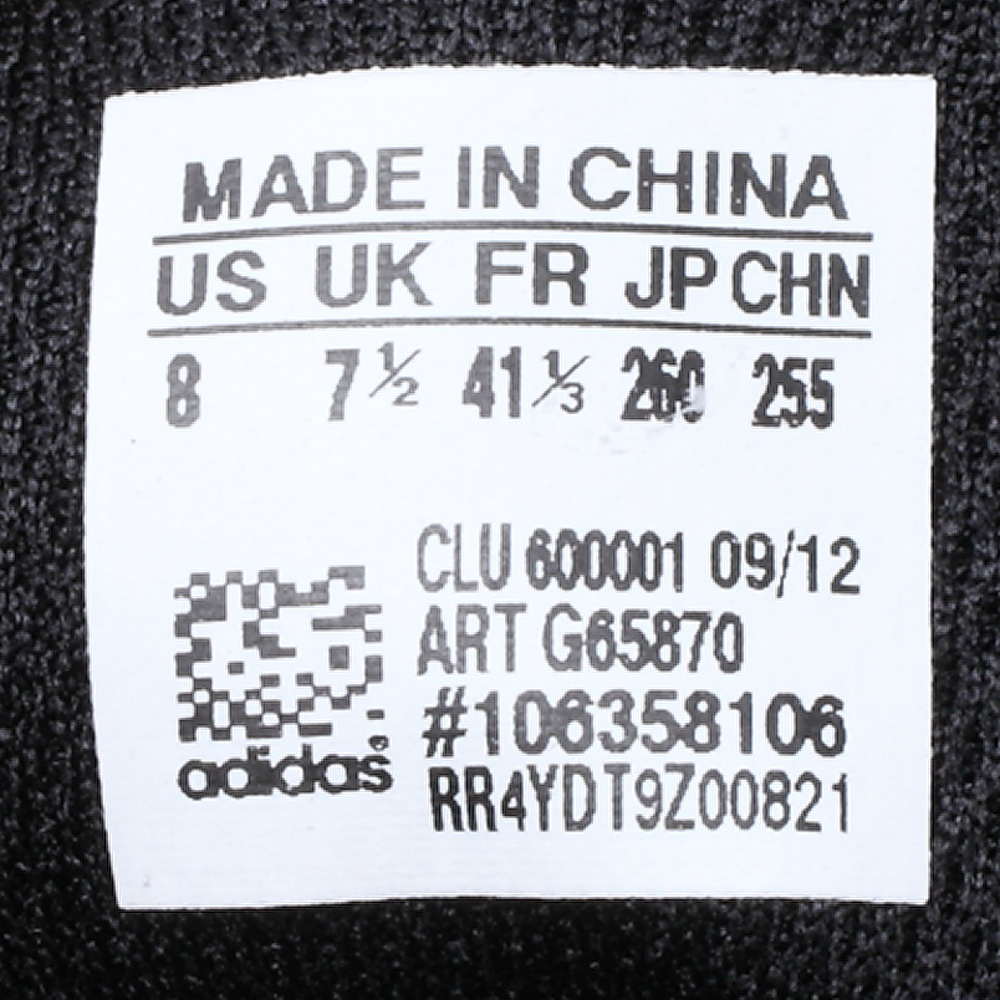 MADE IN CHINA
US UK FR JP CHN
8 7½ 41⅓ 260 255
CLU 600001 09/12
ART G65870
#106358106
adidas®
RR4YDT9Z00821